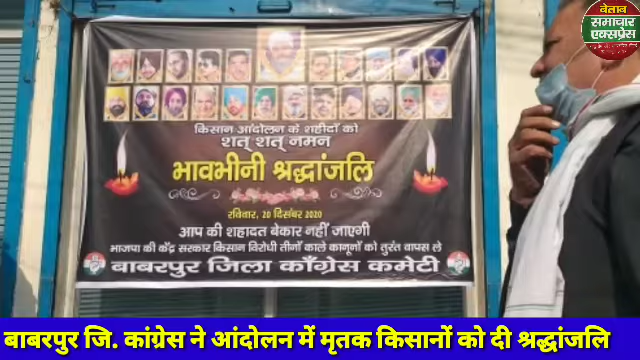 वेताब
समाचार
एक्सप्रेस
किसान आंदोलन के शहीदों को
शत् शत् नमन
भावभीनी श्रद्धांजलि
रविवार, 20 दिसंबर 2020
आप की शहादत बेकार नहीं जाएगी
भाजपा की केंद्र सरकार किसान विरोधी तीनों काले कानूनों को तुरंत वापस ले
बाबरपुर जिला काँग्रेस कमेटी
बाबरपुर जि. कांग्रेस ने आंदोलन में मृतक किसानों को दी श्रद्धांजलि